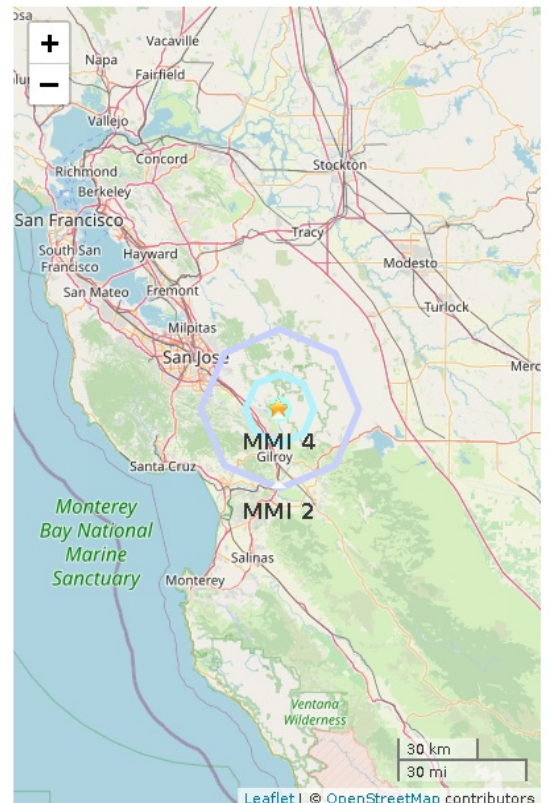 osa
Vacaville
+
Napa
Fairfield
−
Vallejo
Concord
Stockton
Richmond
Berkeley
San Francisco
Tracy
South San
Francisco
Hayward
Modesto
San Mateo
Fremont
Turlock
Milpitas
San Jose
Merc
MMI 4
Gilroy
Santa Cruz
MMI 2
Monterey
Bay National
Marine
Sanctuary
Salinas
Monterey
Ventana
Wilderness
30 km
30 mi
Leaflet | © OpenStreetMap contributors